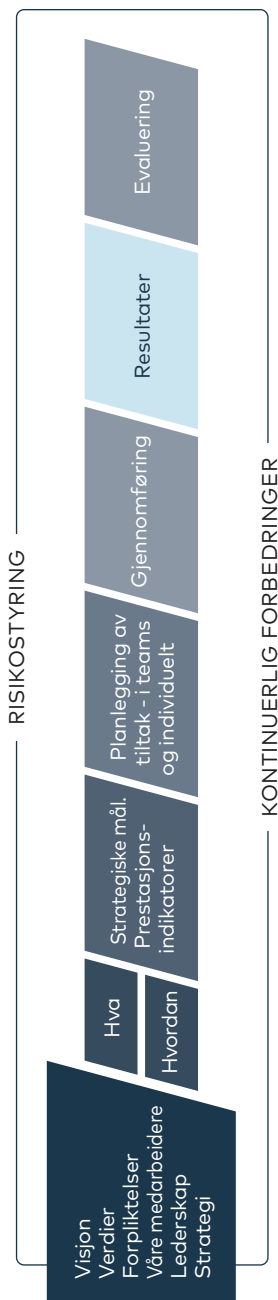 RISIKOSTYRING
Visjon
Verdier
Forpliktelser
Våre medarbeidere
Lederskap
Strategi
Hva
Hvordan
Strategiske mål.
Prestasjons-
indikatorer
Planlegging av
tiltak - i teams
og individuelt
Gjennomføring
Resultater
Evaluering
KONTINUERLIG FORBEDRINGER